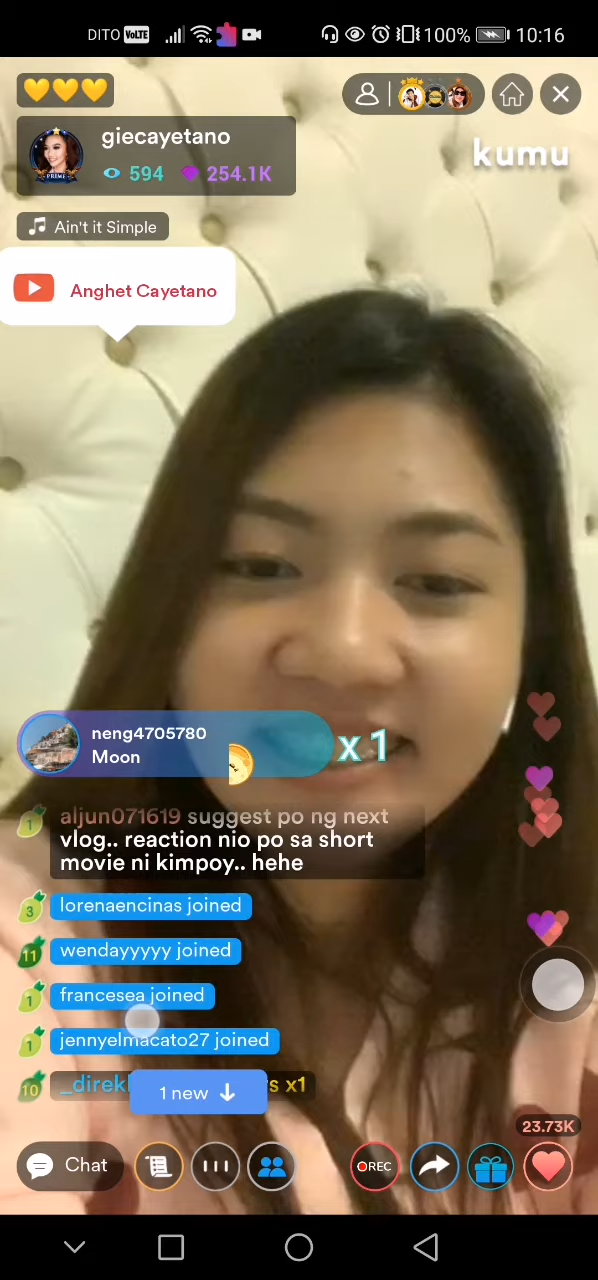 DITO VoLTE 100% 10:16
giecayetano
594 254.1K
kumu
Ain't it Simple
Anghet Cayetano
neng4705780
Moon
x 1
1 aljun071619 suggest po ng next
vlog.. reaction nio po sa short
movie ni kimpoy.. hehe
3 lorenaencinas joined
11 wendayyyyy joined
1 francesea joined
1 jennyelmacato27 joined
10 s x1
1 new
23.73K
Chat
REC